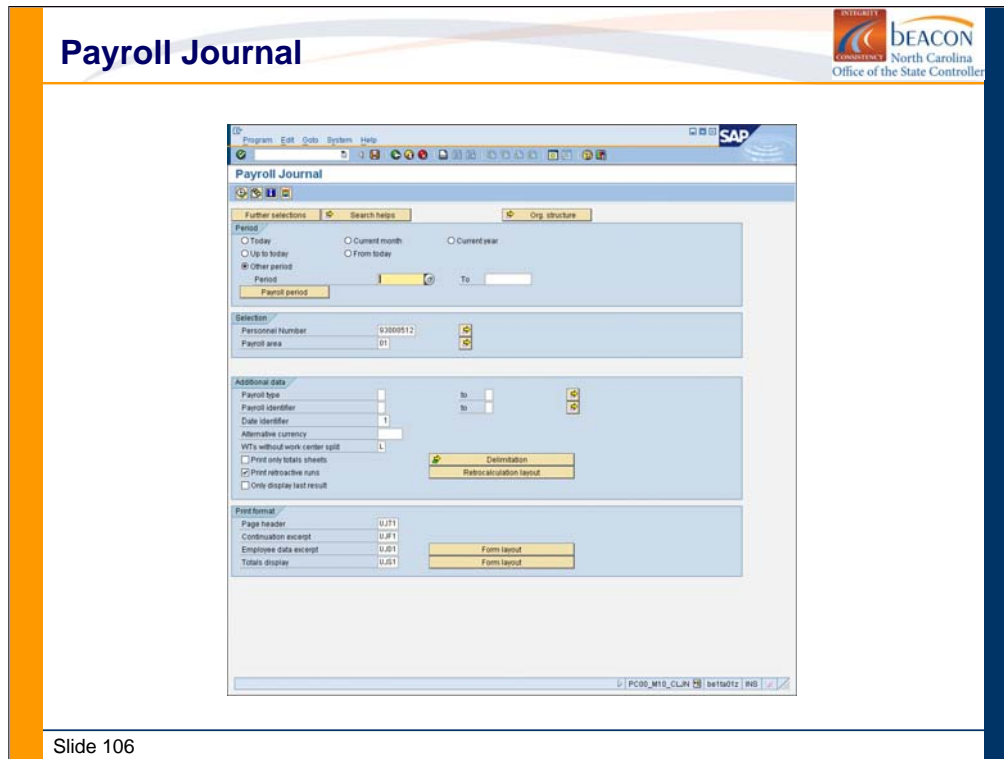 Payroll Journal
INTEGRITY
CONSISTENCY
BEACON
North Carolina
Office of the State Controller
Program Edit Goto System Help
SAP
Payroll Journal
Further selections Search helps Org. structure
Period
Today Current month Current year
Up to today From today
Other period
Period To
Payroll period
Selection
Personnel Number 93000512
Payroll area 01
Additional data
Payroll type to
Payroll identifier to
Date identifier 1
Alternative currency
WTs without work center split L
Print only totals sheets Delimitation
Print retroactive runs Retrocalculation layout
Only display last result
Print format
Page header UJT1
Continuation excerpt UJF1
Employee data excerpt UJD1 Form layout
Totals display UJS1 Form layout
PC00_M10_CLJN be1ta01z INS
Slide 106